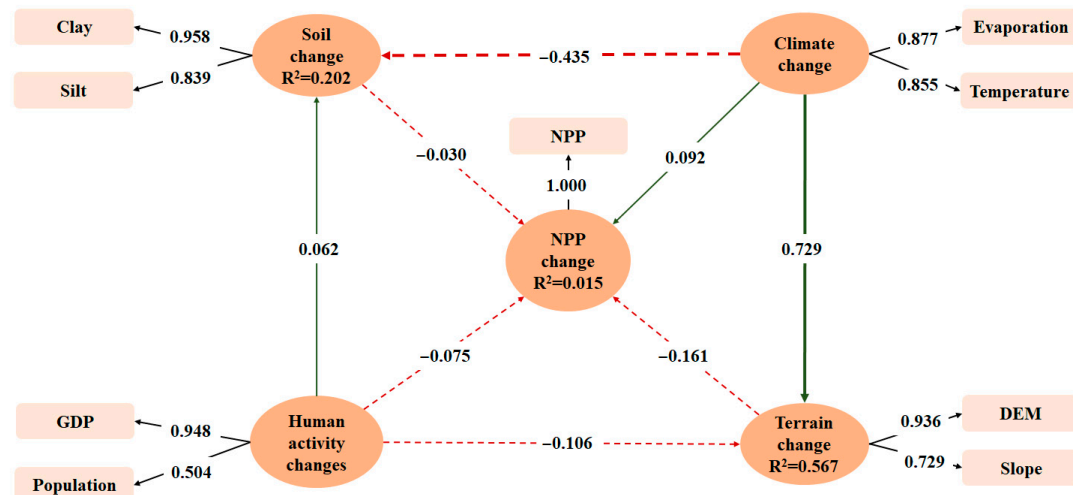 Clay
0.958
Silt
0.839
Soil
change
R²=0.202
−0.435
Climate
change
0.877
Evaporation
0.855
Temperature
−0.030
NPP
1.000
0.092
0.062
NPP
change
R²=0.015
0.729
−0.075
−0.161
GDP
0.948
Population
0.504
Human
activity
changes
−0.106
Terrain
change
R²=0.567
0.936
DEM
0.729
Slope